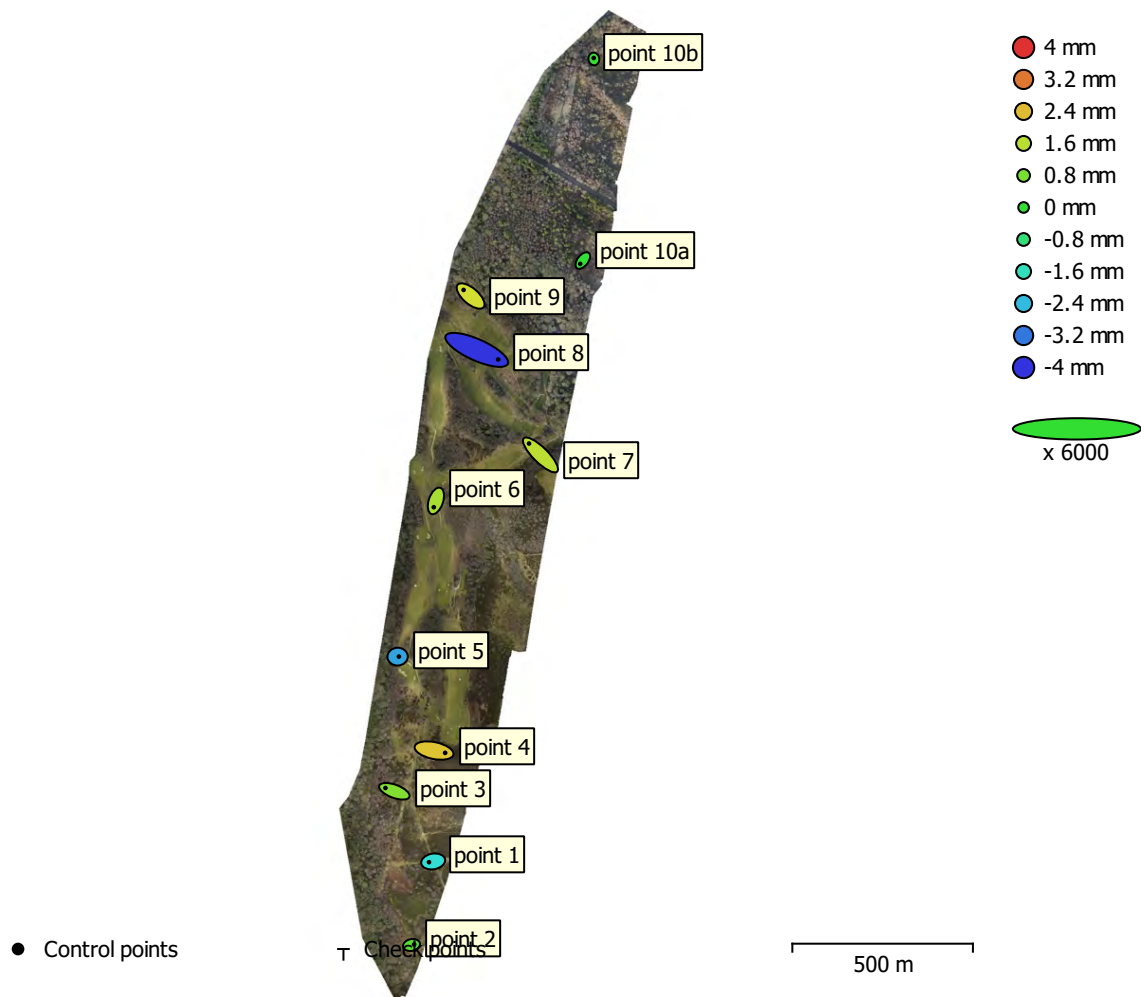 point 10b
point 10a
point 9
point 8
point 7
point 6
point 5
point 4
point 3
point 1
point 2
4 mm
3.2 mm
2.4 mm
1.6 mm
0.8 mm
0 mm
-0.8 mm
-1.6 mm
-2.4 mm
-3.2 mm
-4 mm
x 6000
Control points
Check points
500 m